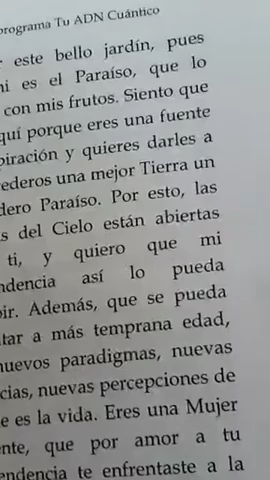 programa Tu ADN Cuántico
este bello jardín, pues
es el Paraíso, que lo
con mis frutos. Siento que
porque eres una fuente
piración y quieres darles a
ederos una mejor Tierra un
dero Paraíso. Por esto, las
s del Cielo están abiertas
ti, y quiero que mi
ndencia así lo pueda
bir. Además, que se pueda
tar a más temprana edad,
nuevos paradigmas, nuevas
cias, nuevas percepciones de
e es la vida. Eres una Mujer
nte, que por amor a tu
endencia te enfrentaste a la